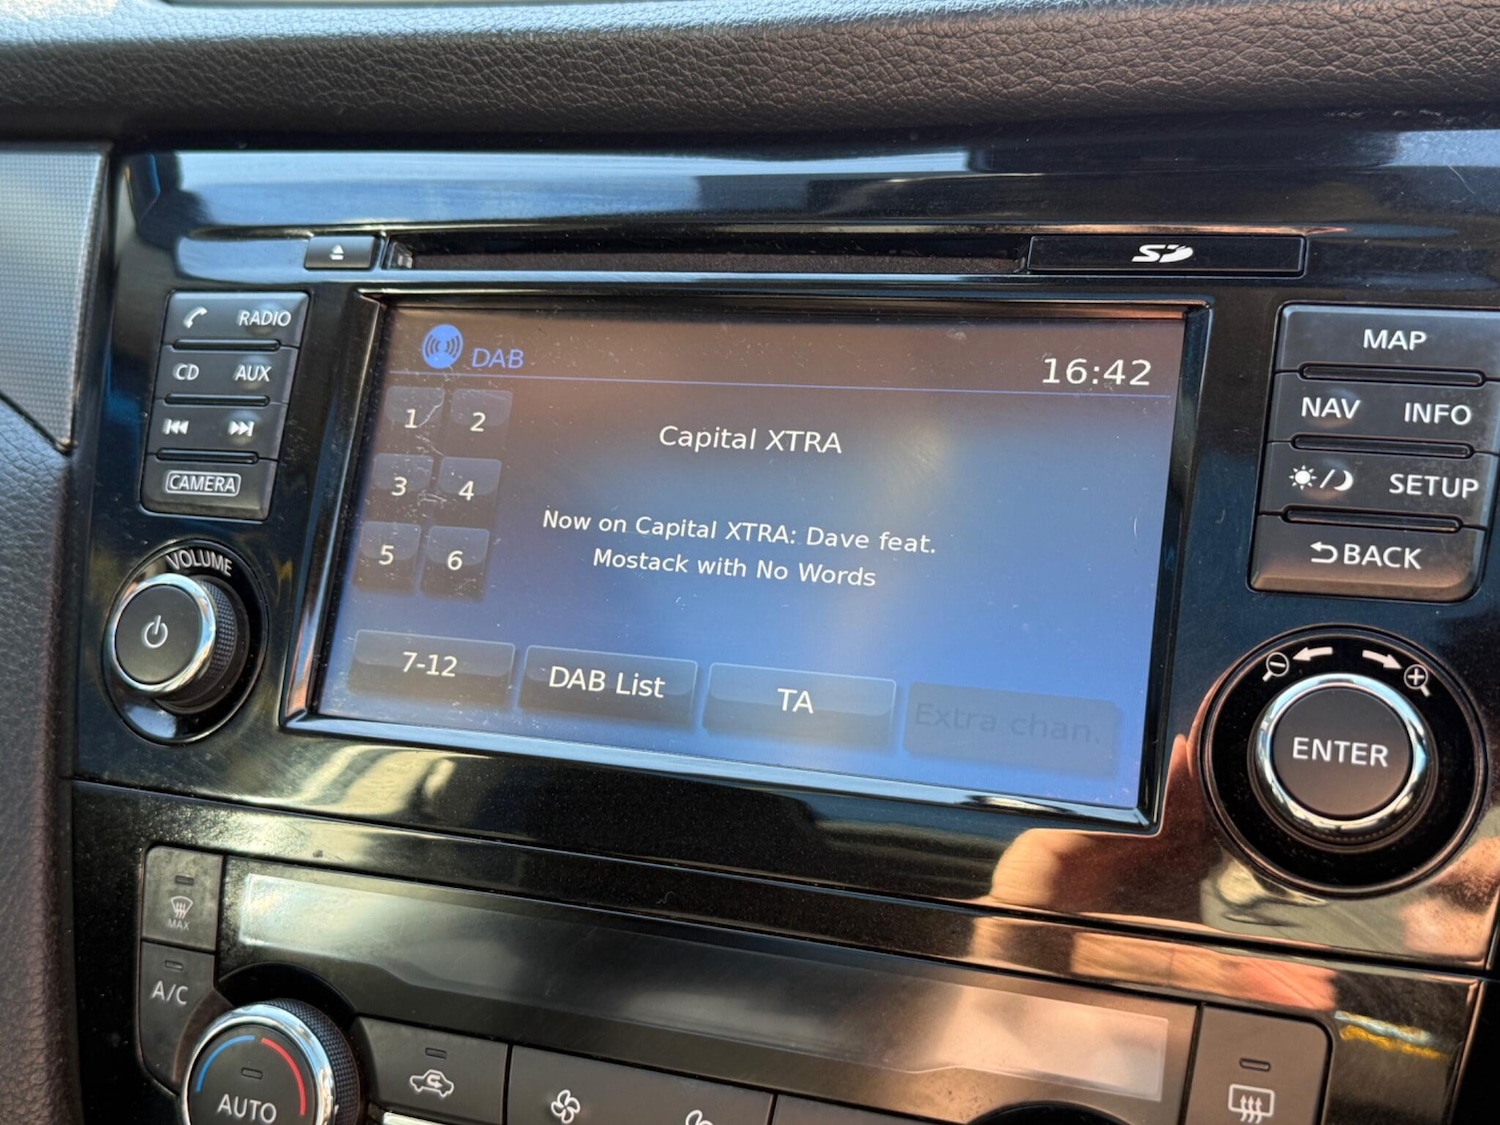 SD
RADIO
CD AUX
CAMERA
VOLUME
DAB
16:42
1 2
3 4
5 6
Capital XTRA
Now on Capital XTRA: Dave feat.
Mostack with No Words
7-12
DAB List
TA
Extra chan.
MAP
NAV INFO
SETUP
BACK
ENTER
MAX
A/C
AUTO